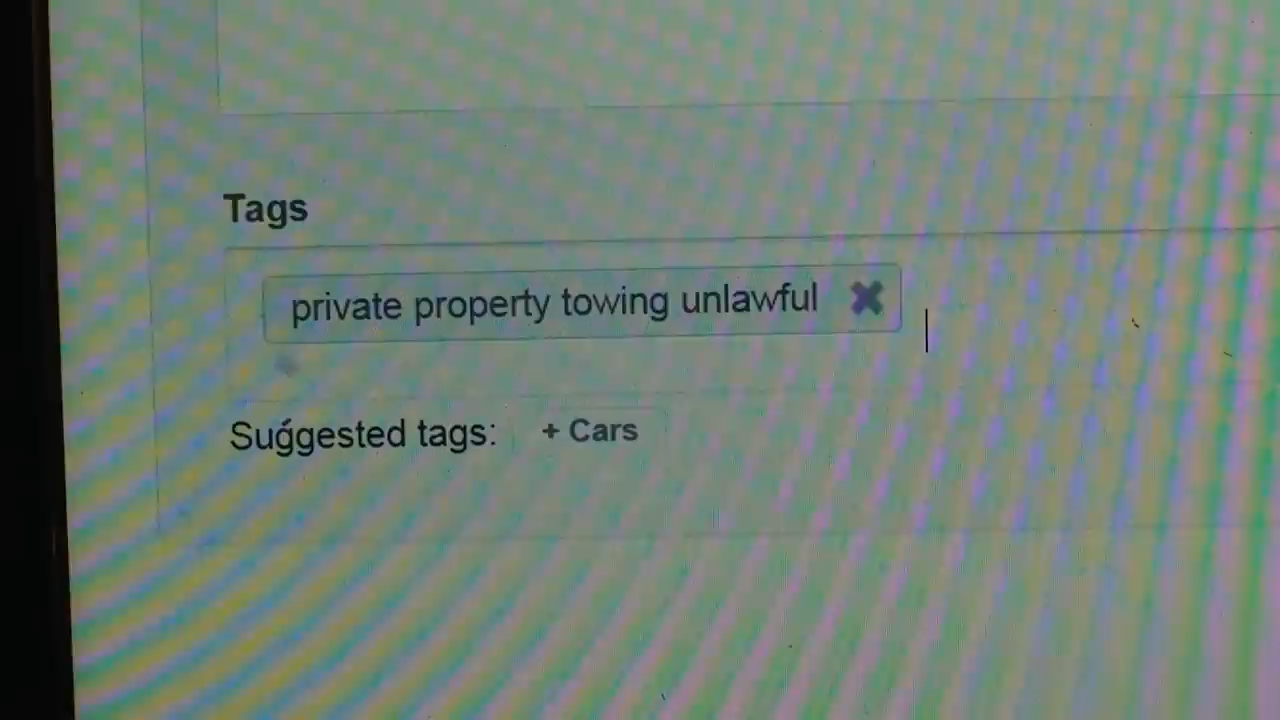 Tags
private property towing unlawful ✖
Suggested tags: + Cars